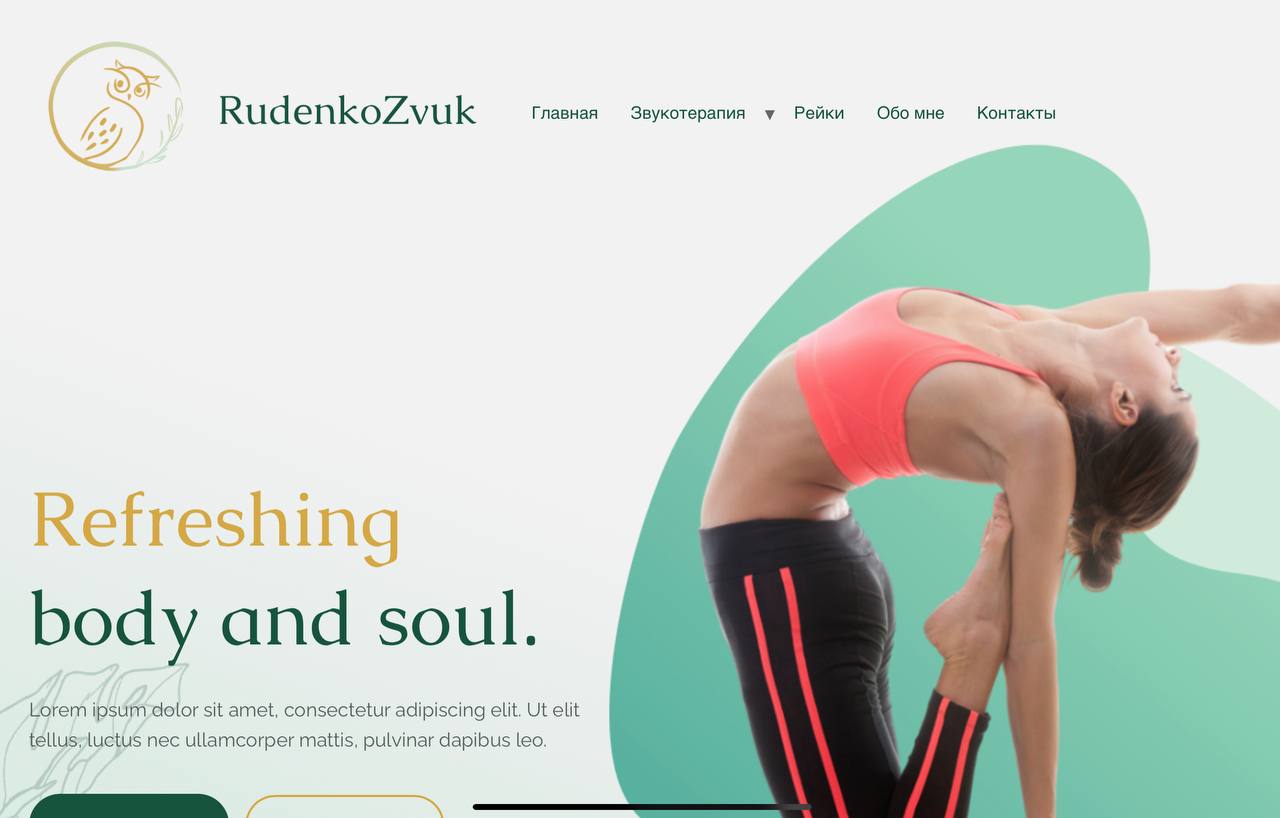 RudenkoZvuk
Главная Звукотерапия ▼ Рейки Обо мне Контакты
Refreshing
body and soul.
Lorem ipsum dolor sit amet, consectetur adipiscing elit. Ut elit
tellus, luctus nec ullamcorper mattis, pulvinar dapibus leo.